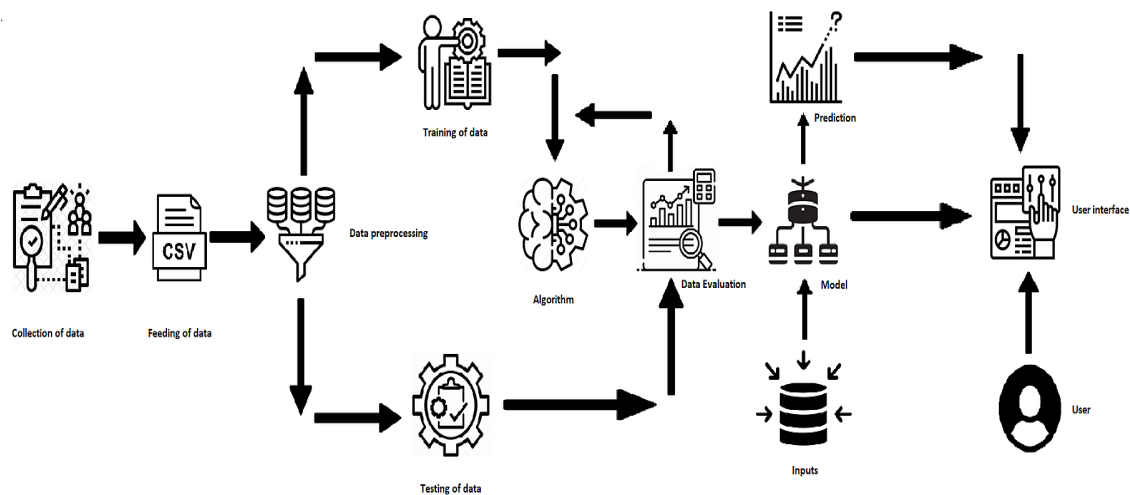 Training of data
Prediction
Data preprocessing
User interface
CSV
Algorithm
Data Evaluation
Model
Collection of data
Feeding of data
User
Inputs
Testing of data